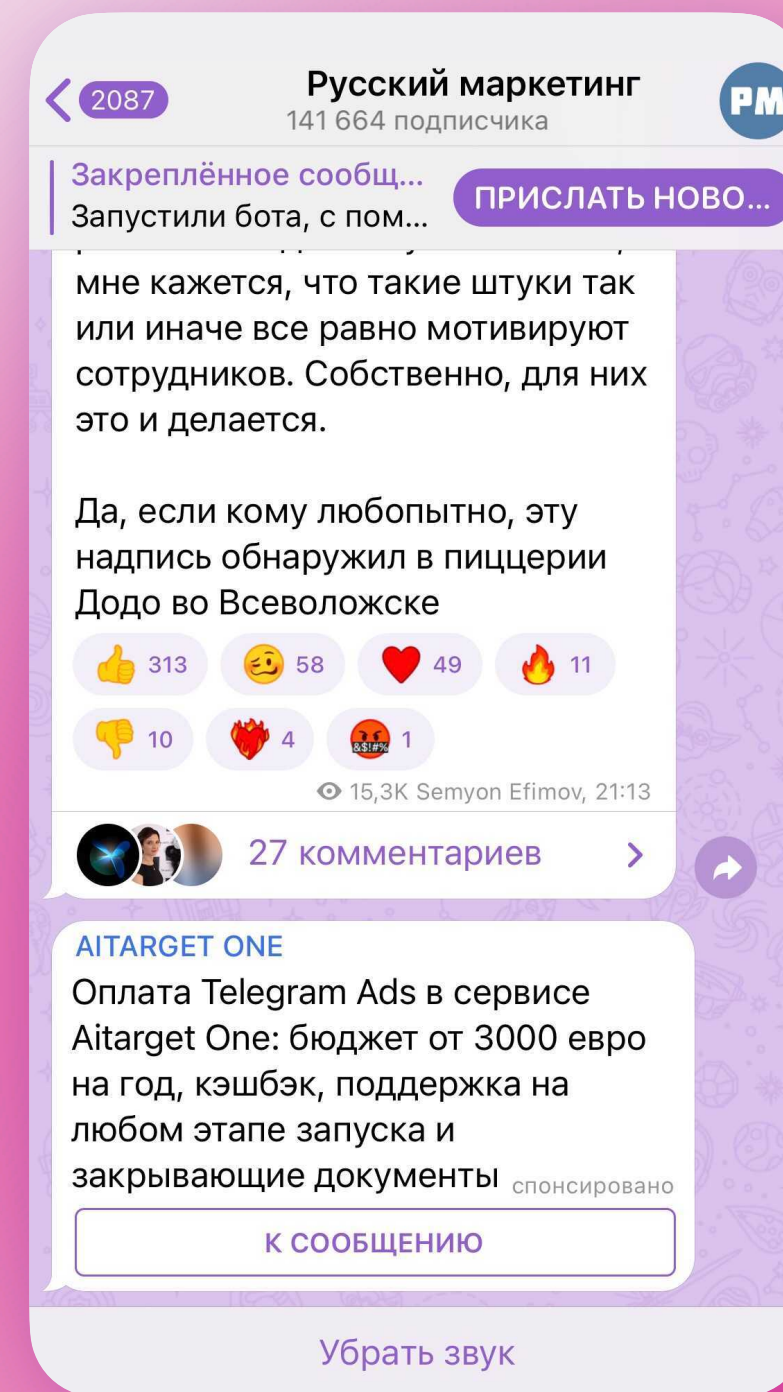 2087
Русский маркетинг
141 664 подписчика
РМ
Закреплённое сообщ...
Запустили бота, с пом...
ПРИСЛАТЬ НОВО...
мне кажется, что такие штуки так
или иначе все равно мотивируют
сотрудников. Собственно, для них
это и делается.
Да, если кому любопытно, эту
надпись обнаружил в пиццерии
Додо во Всеволожске
313 58 49 11
10 4 &$!#% 1
15,3K Semyon Efimov, 21:13
27 комментариев
AITARGET ONE
Оплата Telegram Ads в сервисе
Aitarget One: бюджет от 3000 евро
на год, кэшбэк, поддержка на
любом этапе запуска и
закрывающие документы спонсировано
К СООБЩЕНИЮ
Убрать звук